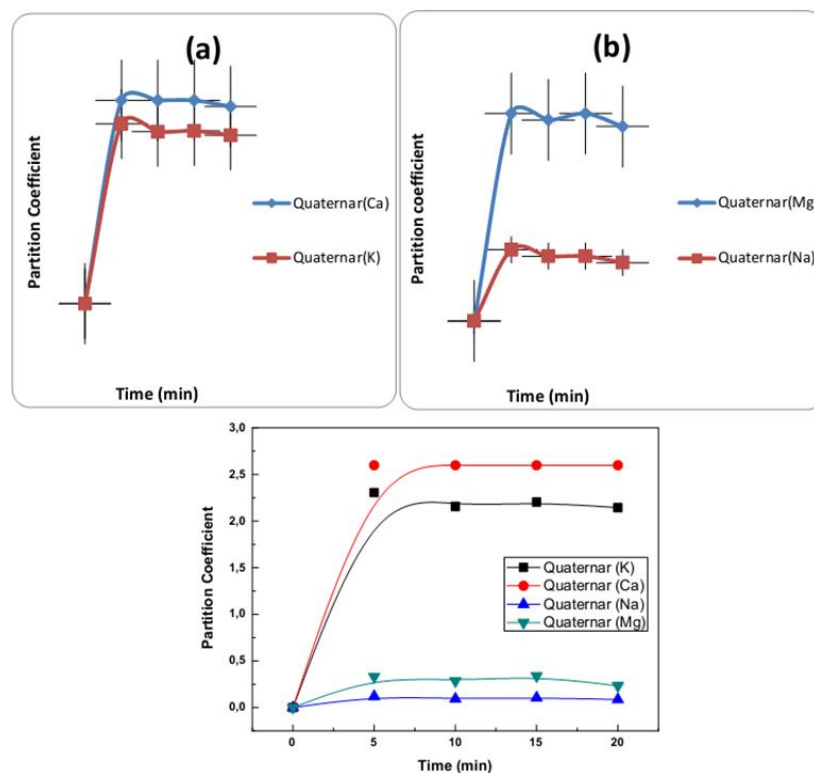 (a)
Partition Coefficient
Quaternar(Ca)
Quaternar(K)
Time (min)
(b)
Partition coefficient
Quaternar(Mg
Quaternar(Na)
Time (min)
3,0
2,5
2,0
1,5
1,0
0,5
0,0
Partition Coefficient
Quaternar (K)
Quaternar (Ca)
Quaternar (Na)
Quaternar (Mg)
0 5 10 15 20
Time (min)